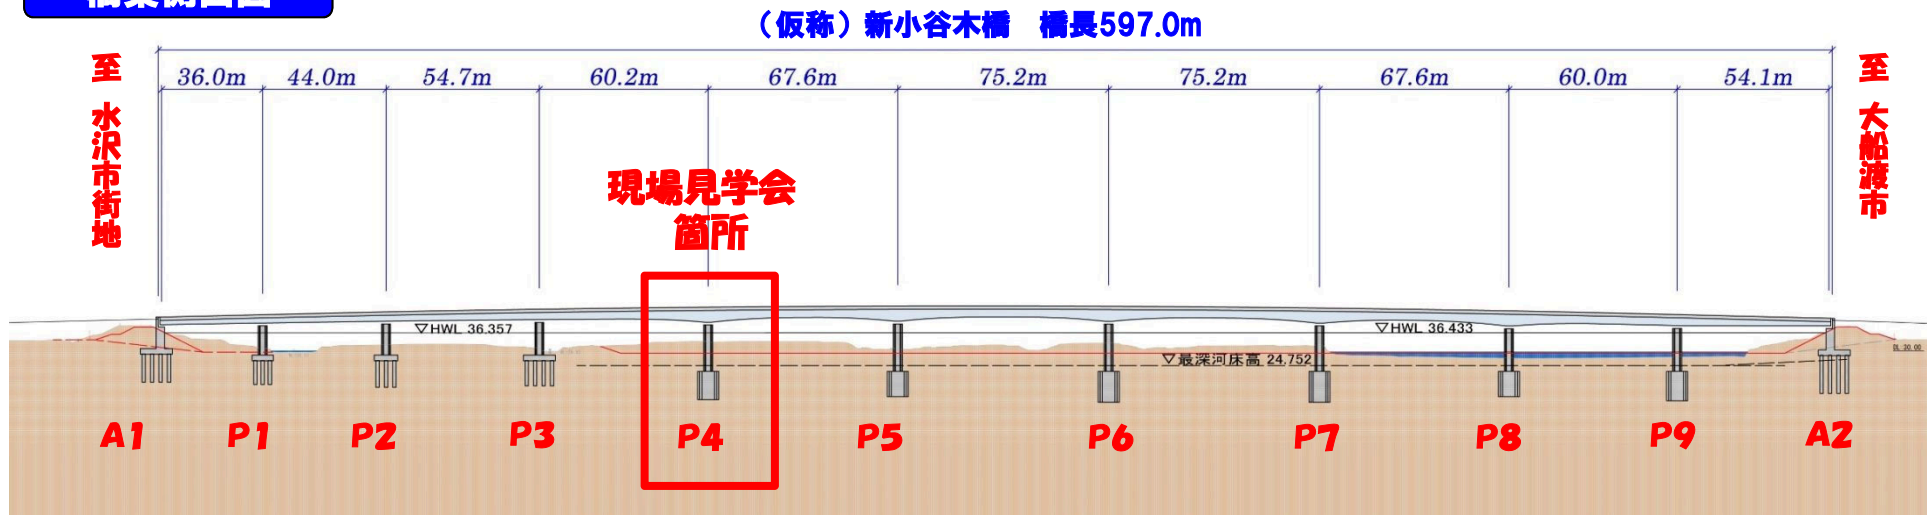 （仮称）新小谷木橋　橋長597.0m
至 水沢市街地
36.0m 44.0m 54.7m 60.2m 67.6m 75.2m 75.2m 67.6m 60.0m 54.1m
至 大船渡市
現場見学会
箇所
▽HWL 36.357
▽HWL 36.433
▽最深河床高 24.752
DL=30.00
A1 P1 P2 P3 P4 P5 P6 P7 P8 P9 A2